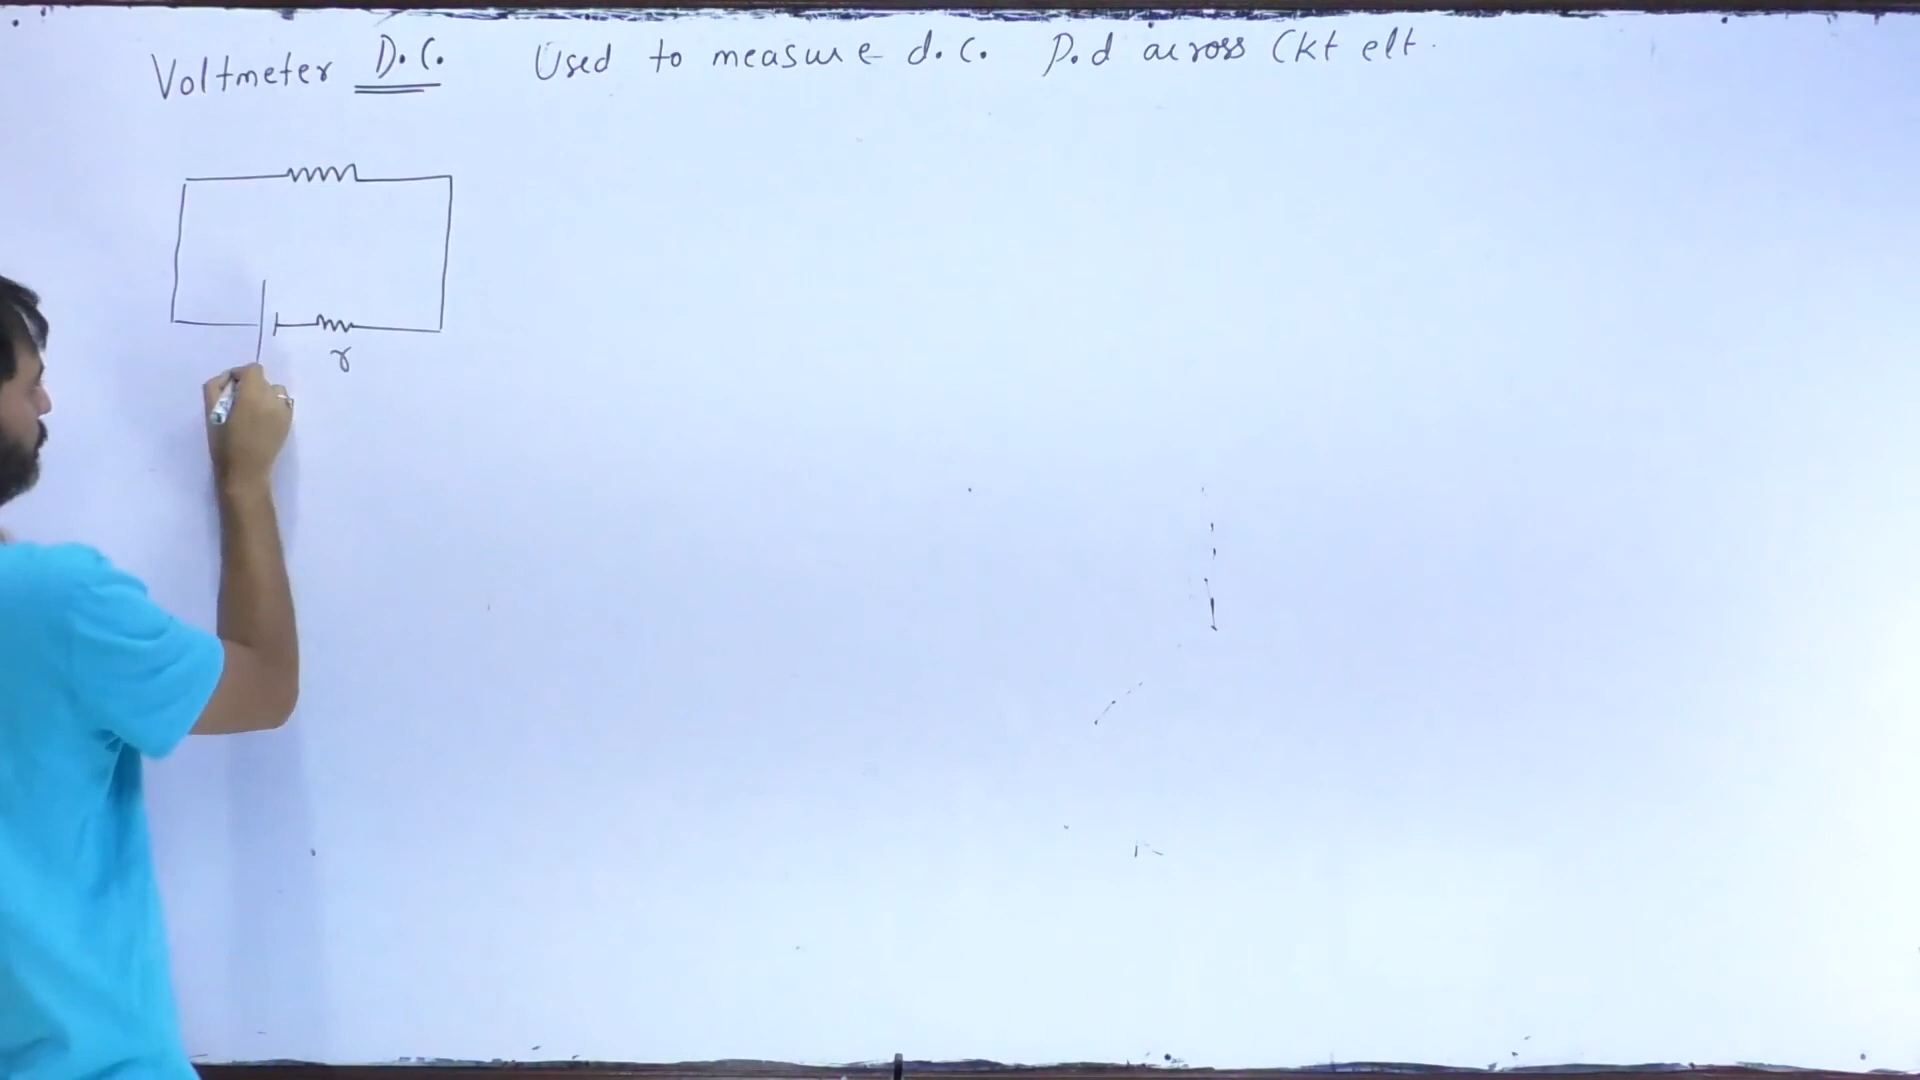 Voltmeter D.C. Used to measure d.c. P.d across Ckt elt.
r